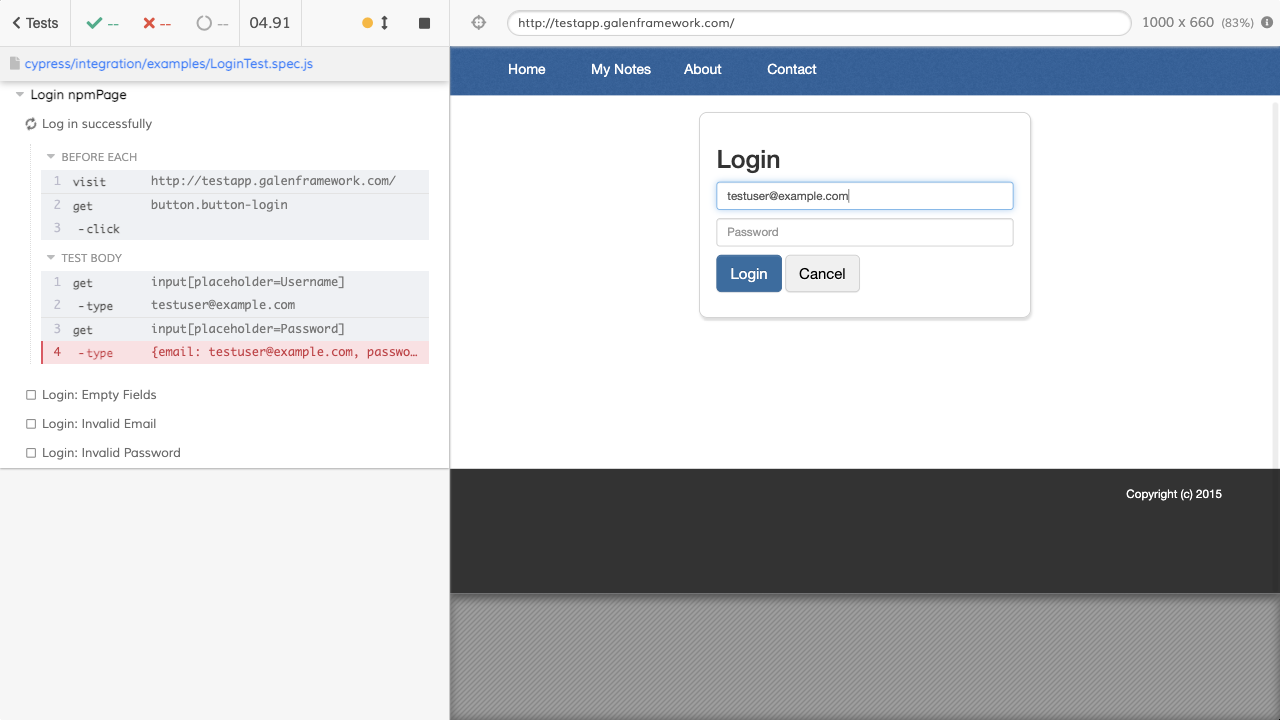 Tests -- -- -- 04.91
http://testapp.galenframework.com/ 1000 x 660 (83%)
cypress/integration/examples/LoginTest.spec.js
Login npmPage
Log in successfully
BEFORE EACH
1 visit http://testapp.galenframework.com/
2 get button.button-login
3 -click
TEST BODY
1 get input[placeholder=Username]
2 -type testuser@example.com
3 get input[placeholder=Password]
4 -type {email: testuser@example.com, passwo…
Login: Empty Fields
Login: Invalid Email
Login: Invalid Password
Home My Notes About Contact
Login
testuser@example.com
Password
Login Cancel
Copyright (c) 2015